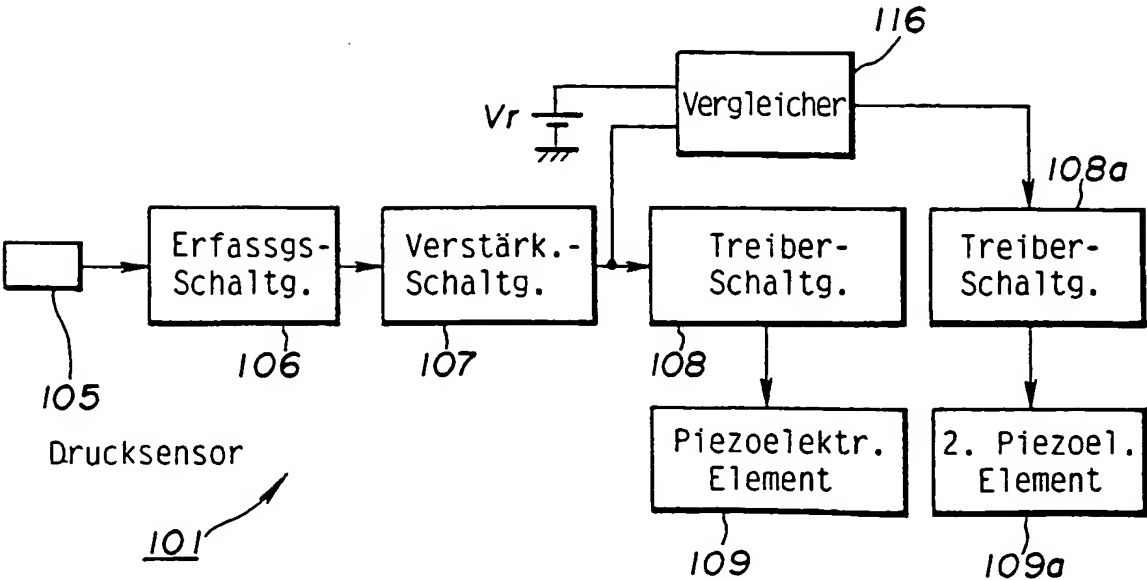 116
Vergleicher
Vr
108a
Erfassgs-
Schaltg.
Verstärk.-
Schaltg.
Treiber-
Schaltg.
Treiber-
Schaltg.
105
106
107
108
Drucksensor
Piezoelektr.
Element
2. Piezoel.
Element
101
109
109a